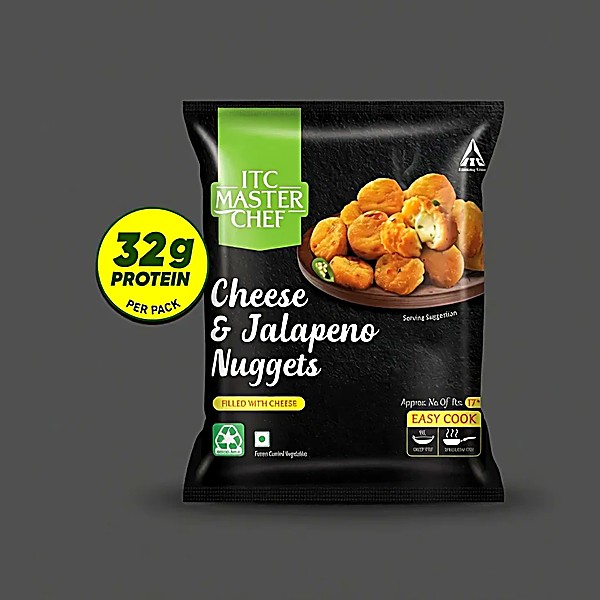 ITC
MASTER
CHEF
32g
PROTEIN
PER PACK
Cheese
& Jalapeno
Nuggets
Serving Suggestion
FILLED WITH CHEESE
Approx. No Of Pcs 17*
EASY COOK